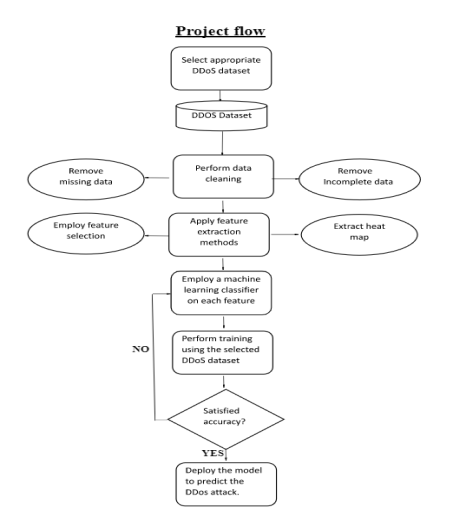 Project flow
Select appropriate
DDoS dataset
DDOS Dataset
Perform data
cleaning
Remove
missing data
Remove
Incomplete data
Apply feature
extraction
methods
Employ feature
selection
Extract heat
map
Employ a machine
learning classifier
on each feature
Perform training
using the selected
DDoS dataset
NO
Satisfied
accuracy?
YES
Deploy the model
to predict the
DDos attack.